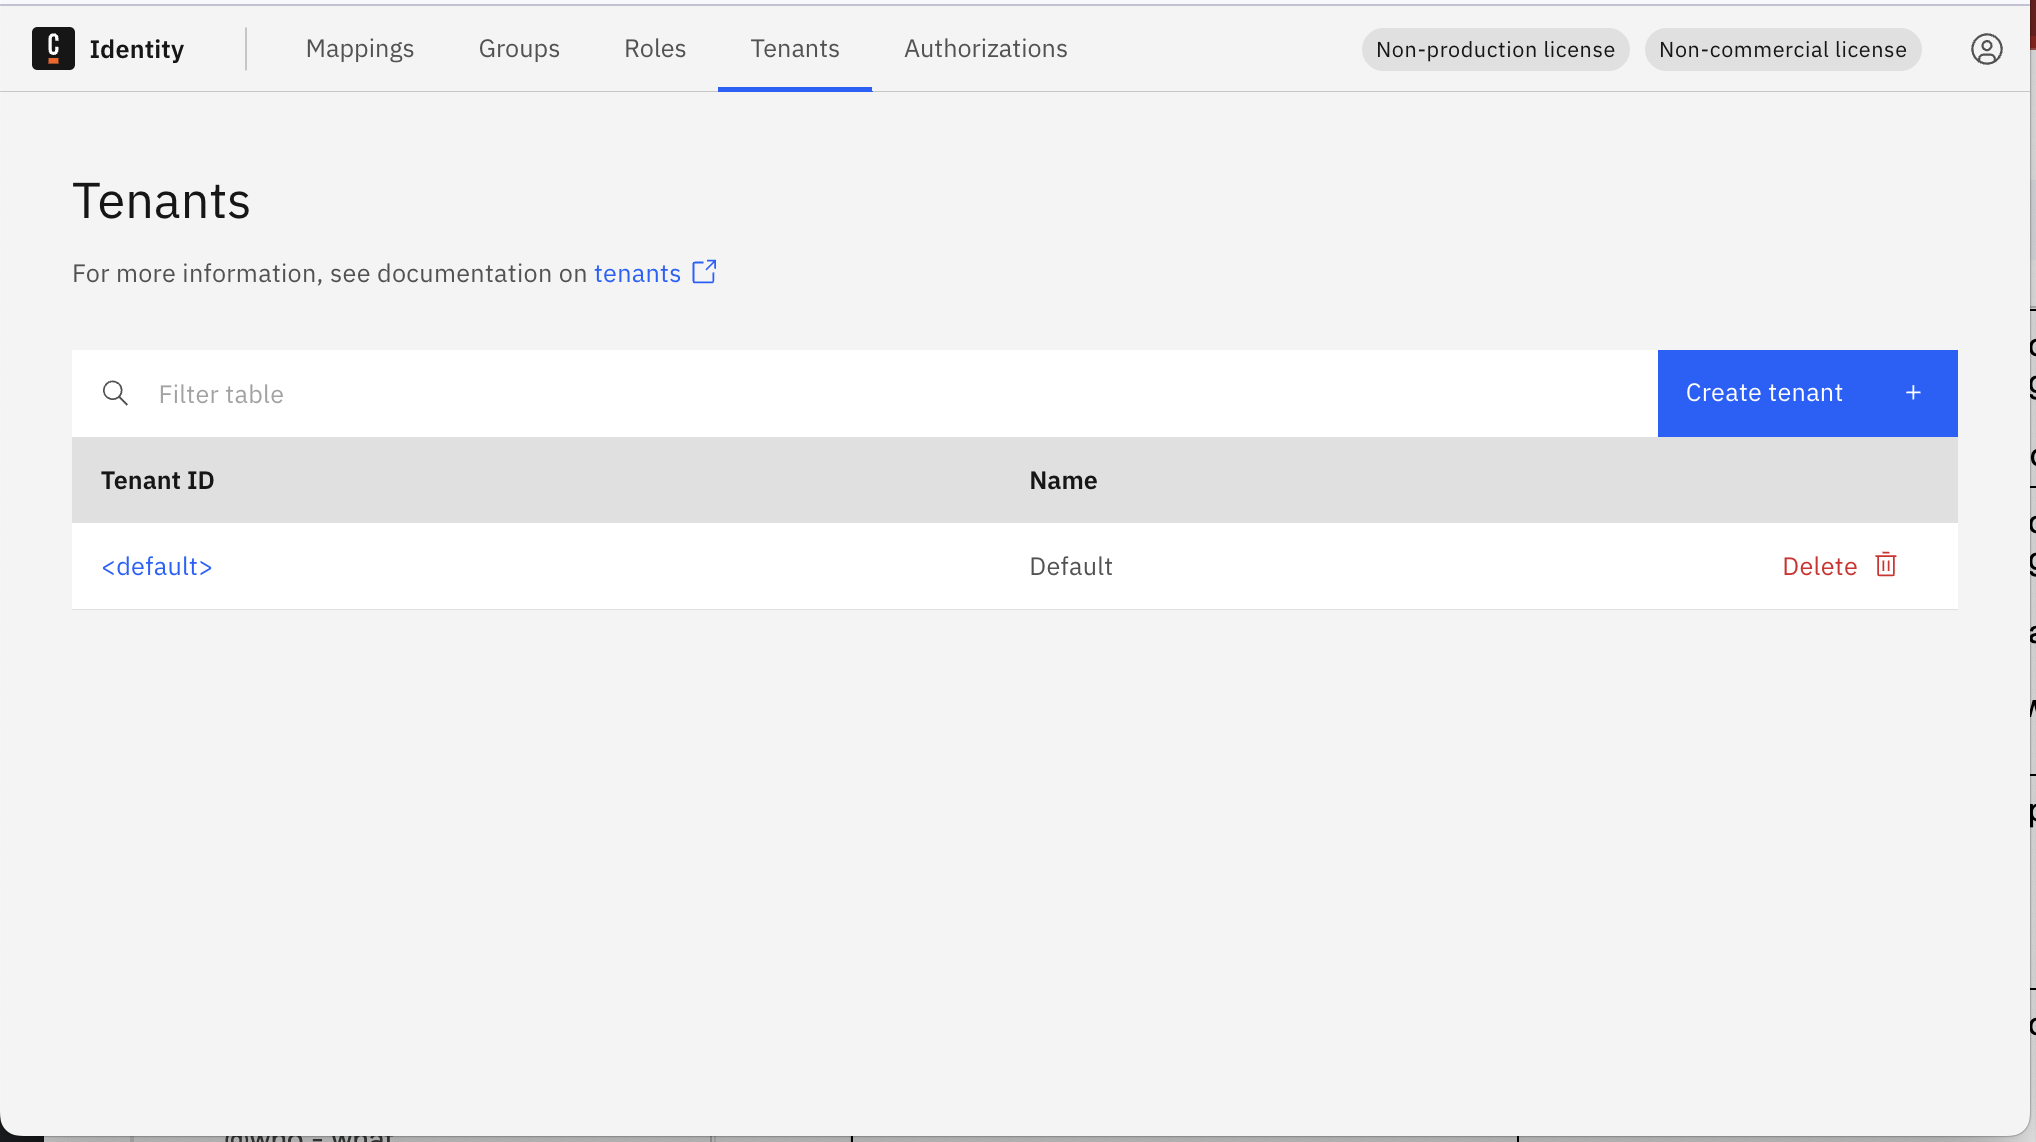 C Identity Mappings Groups Roles Tenants Authorizations Non-production license Non-commercial license
Tenants
For more information, see documentation on tenants
Filter table
Create tenant +
Tenant ID Name
<default> Default Delete